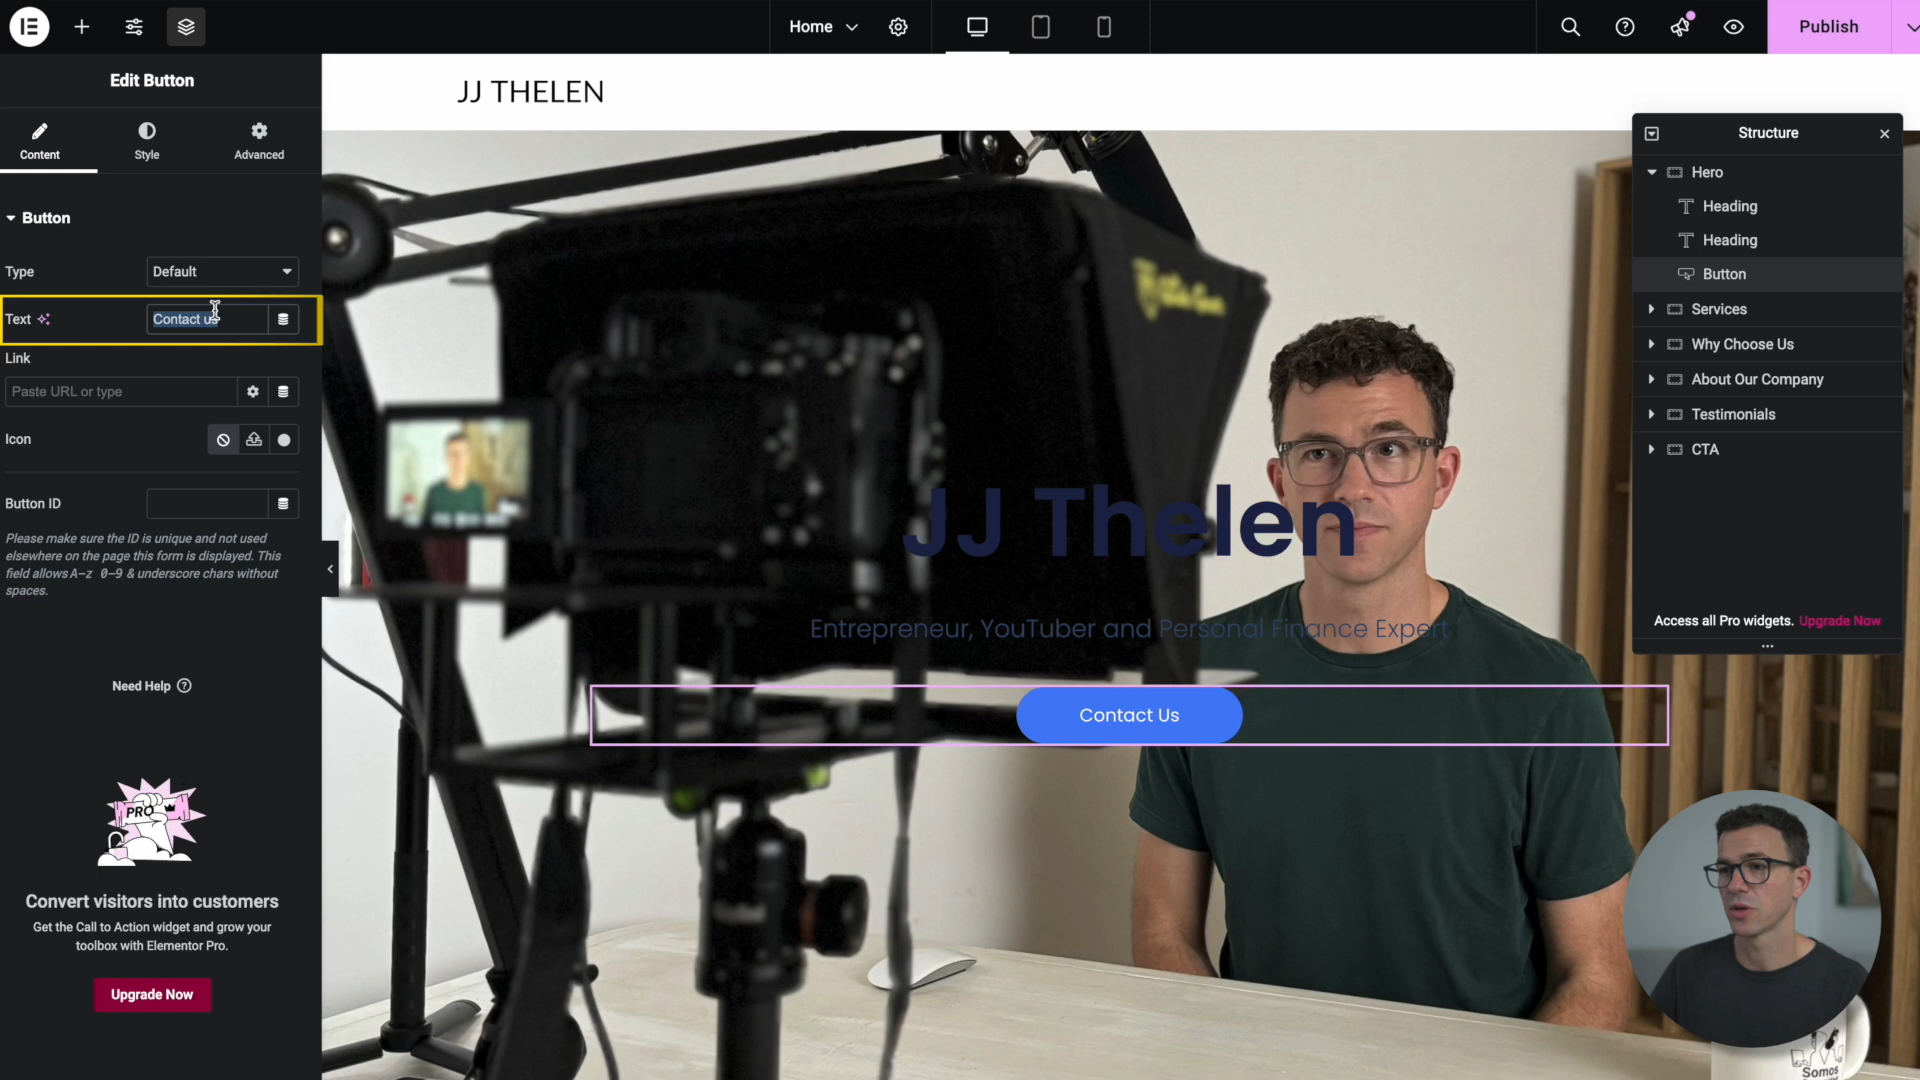 Home
Publish
Edit Button
JJ THELEN
Content
Style
Advanced
Structure
Hero
Heading
Heading
Button
Services
Why Choose Us
About Our Company
Testimonials
CTA
Access all Pro widgets. Upgrade Now
Button
Type
Default
Text
Contact us
Link
Paste URL or type
Icon
Button ID
Please make sure the ID is unique and not used
elsewhere on the page this form is displayed. This
field allows A-z 0-9 & underscore chars without
spaces.
Need Help
JJ Thelen
Entrepreneur, YouTuber and Personal Finance Expert
Contact Us
PRO
Convert visitors into customers
Get the Call to Action widget and grow your
toolbox with Elementor Pro.
Upgrade Now
Somos